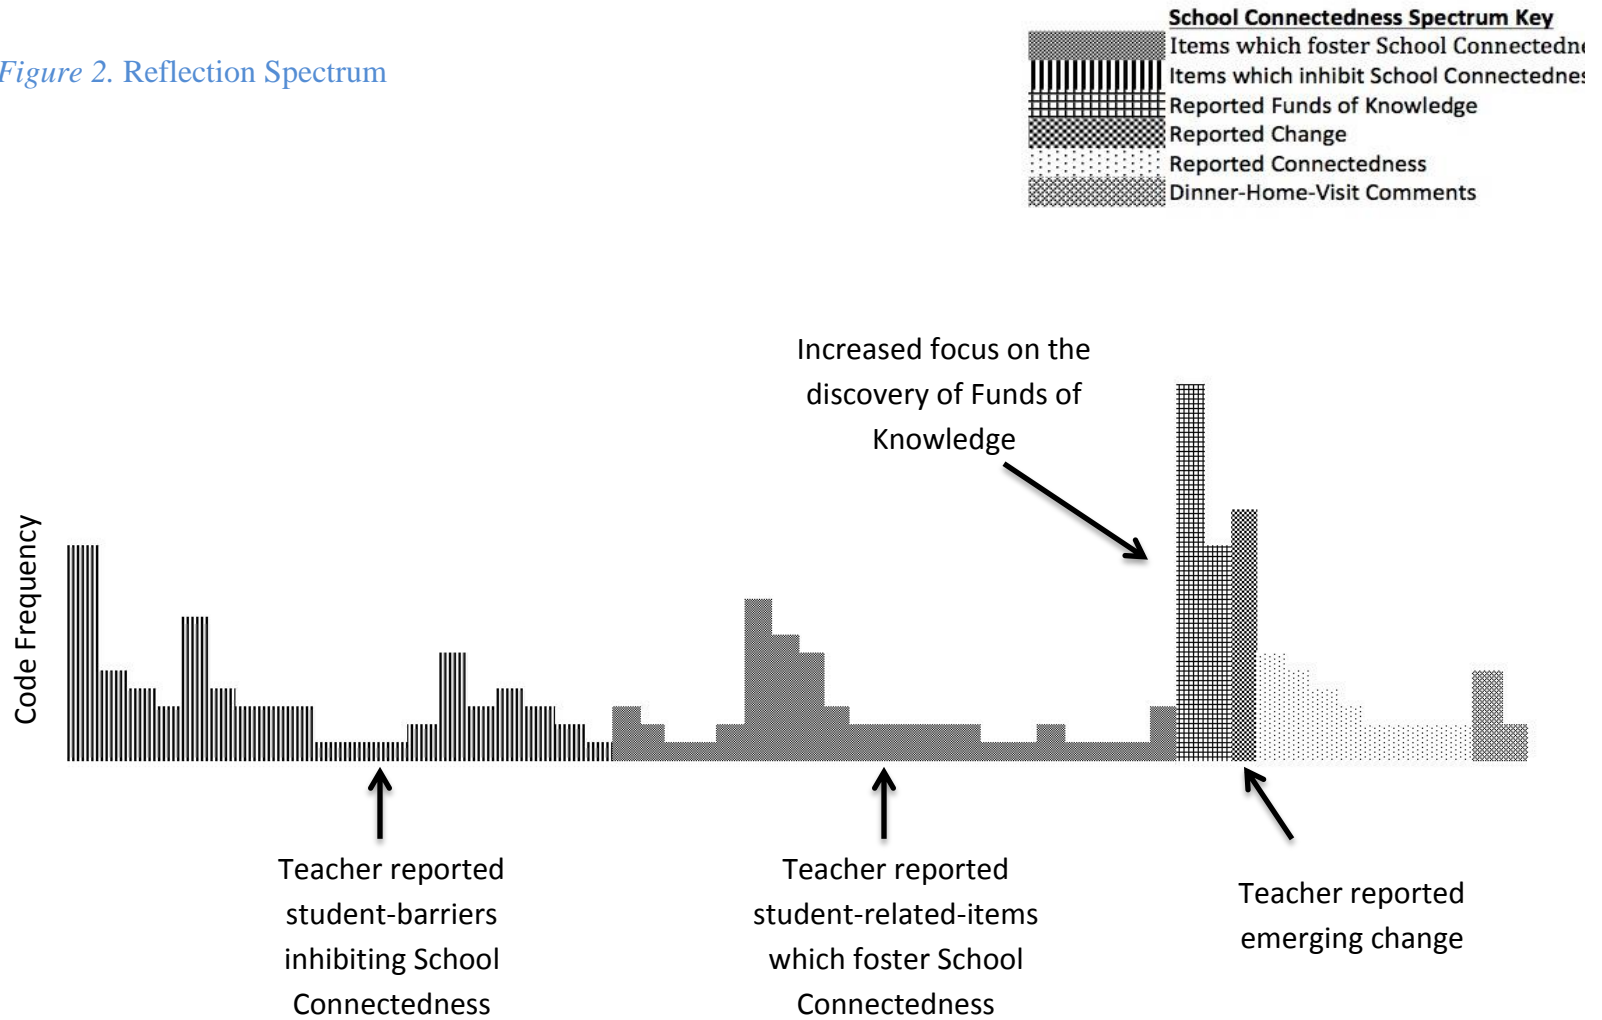 School Connectedness Spectrum Key
Items which foster School Connectedne
Items which inhibit School Connectednes
Reported Funds of Knowledge
Reported Change
Reported Connectedness
Dinner-Home-Visit Comments
Figure 2. Reflection Spectrum
Increased focus on the
discovery of Funds of
Knowledge
Code Frequency
Teacher reported
student-barriers
inhibiting School
Connectedness
Teacher reported
student-related-items
which foster School
Connectedness
Teacher reported
emerging change